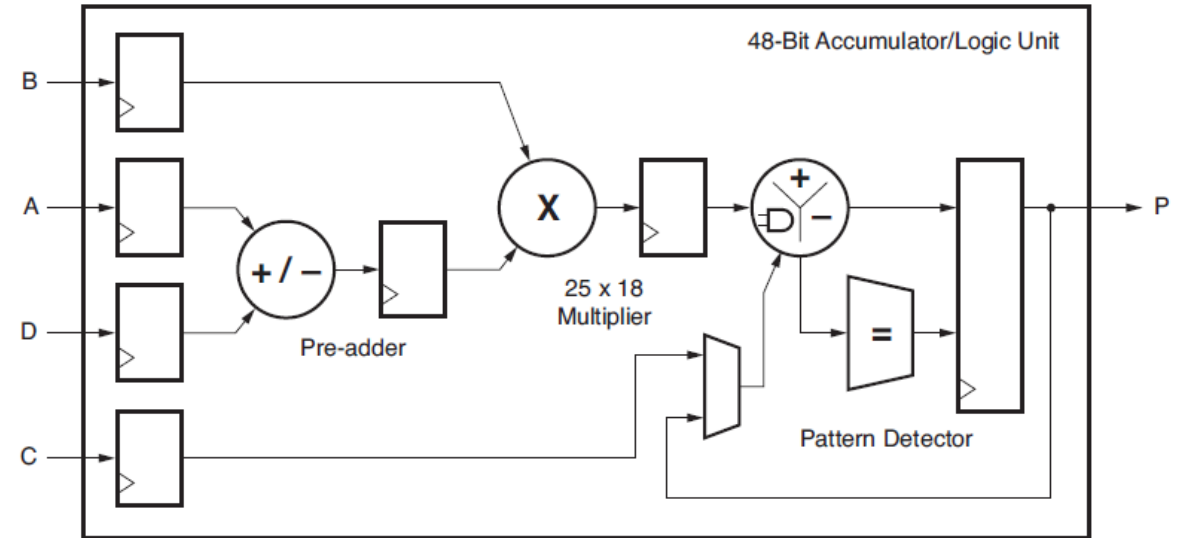 48-Bit Accumulator/Logic Unit
B
A
D
C
+ / −
Pre-adder
X
25 x 18
Multiplier
+
−
=
Pattern Detector
P